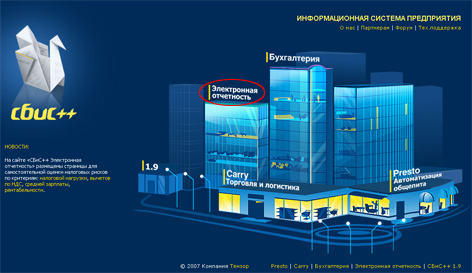 ИНФОРМАЦИОННАЯ СИСТЕМА ПРЕДПРИЯТИЯ
О нас | Партнерам | Форум | Тех.поддержка
Бухгалтерия
Электронная
отчетность
сбис++
НОВОСТИ:
На сайте «СБиС++ Электронная
отчетность» размещены страницы для
самостоятельной оценки налоговых рисков
по критериям: налоговой нагрузки, вычетов
по НДС, средней зарплаты,
рентабельности.
1.9
Carry
Торговля и логистика
Presto
Автоматизация
общепита
© 2007 Компания Тензор
Presto | Carry | Бухгалтерия | Электронная отчетность | СБиС++ 1.9